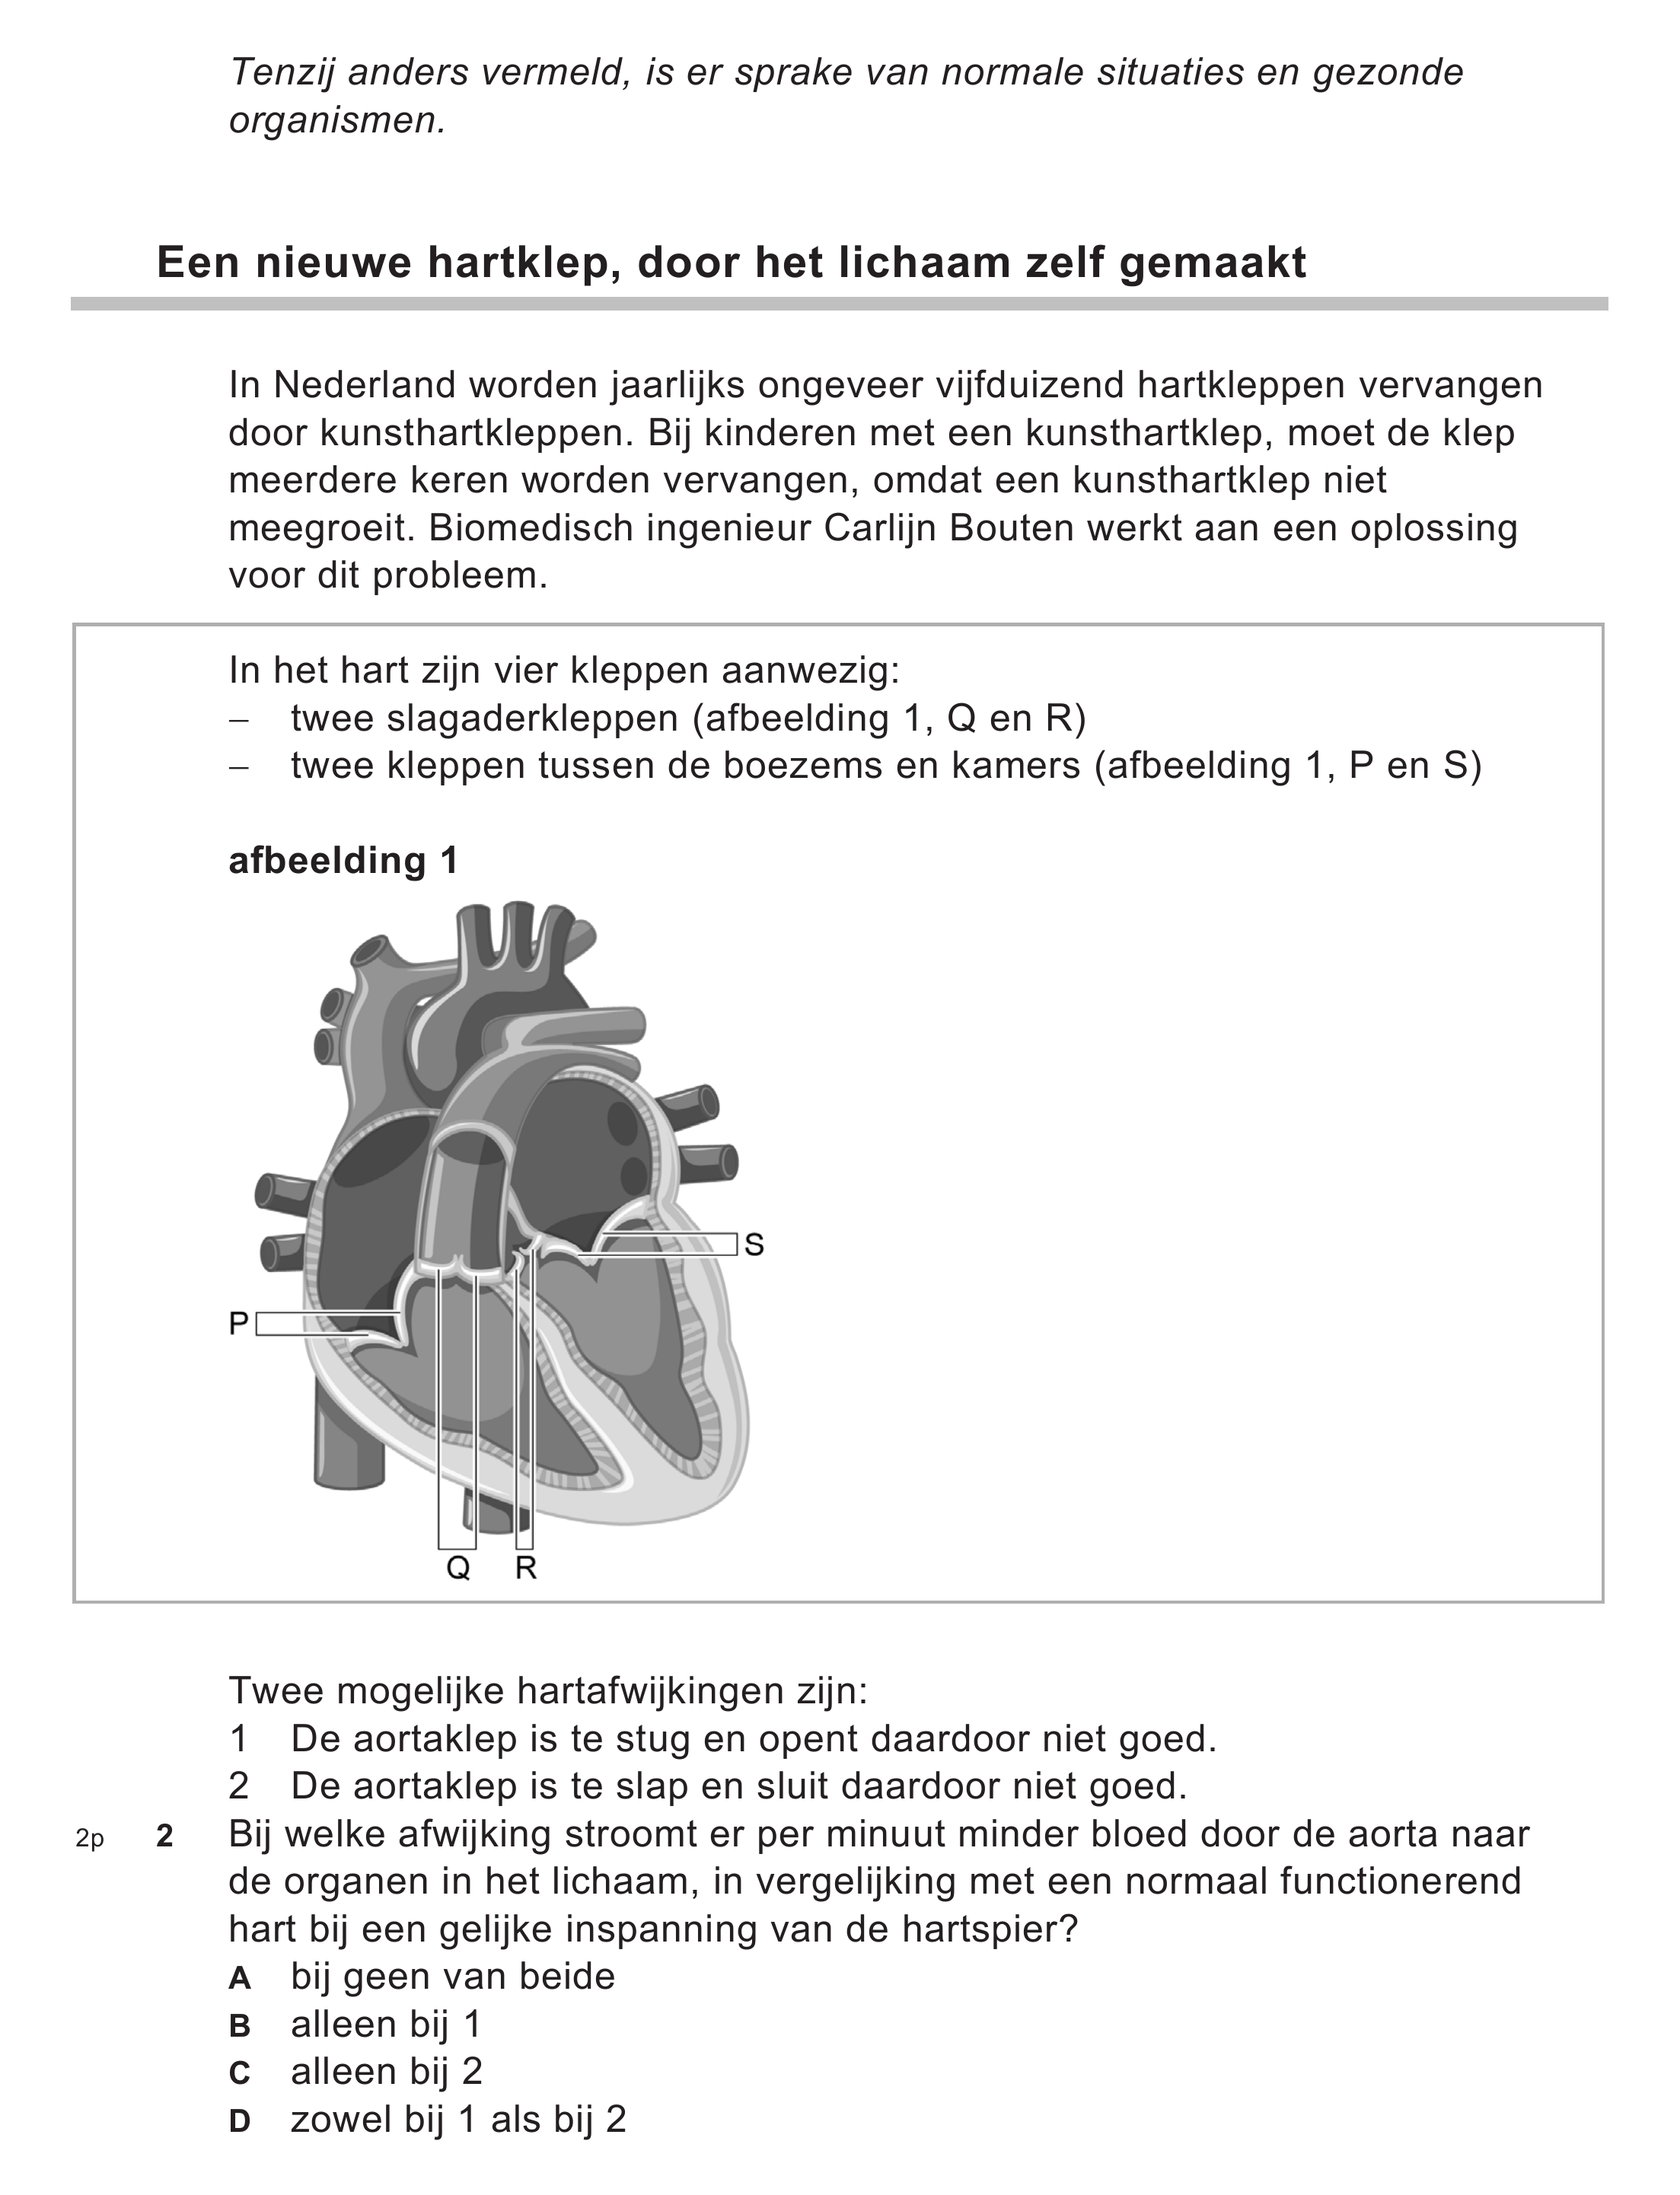 Tenzij anders vermeld, is er sprake van normale situaties en gezonde
organismen.
Een nieuwe hartklep, door het lichaam zelf gemaakt
In Nederland worden jaarlijks ongeveer vijfduizend hartkleppen vervangen
door kunsthartkleppen. Bij kinderen met een kunsthartklep, moet de klep
meerdere keren worden vervangen, omdat een kunsthartklep niet
meegroeit. Biomedisch ingenieur Carlijn Bouten werkt aan een oplossing
voor dit probleem.
In het hart zijn vier kleppen aanwezig:
– twee slagaderkleppen (afbeelding 1, Q en R)
– twee kleppen tussen de boezems en kamers (afbeelding 1, P en S)
afbeelding 1
S
P
Q R
Twee mogelijke hartafwijkingen zijn:
1 De aortaklep is te stug en opent daardoor niet goed.
2 De aortaklep is te slap en sluit daardoor niet goed.
2p 2 Bij welke afwijking stroomt er per minuut minder bloed door de aorta naar
de organen in het lichaam, in vergelijking met een normaal functionerend
hart bij een gelijke inspanning van de hartspier?
A bij geen van beide
B alleen bij 1
C alleen bij 2
D zowel bij 1 als bij 2